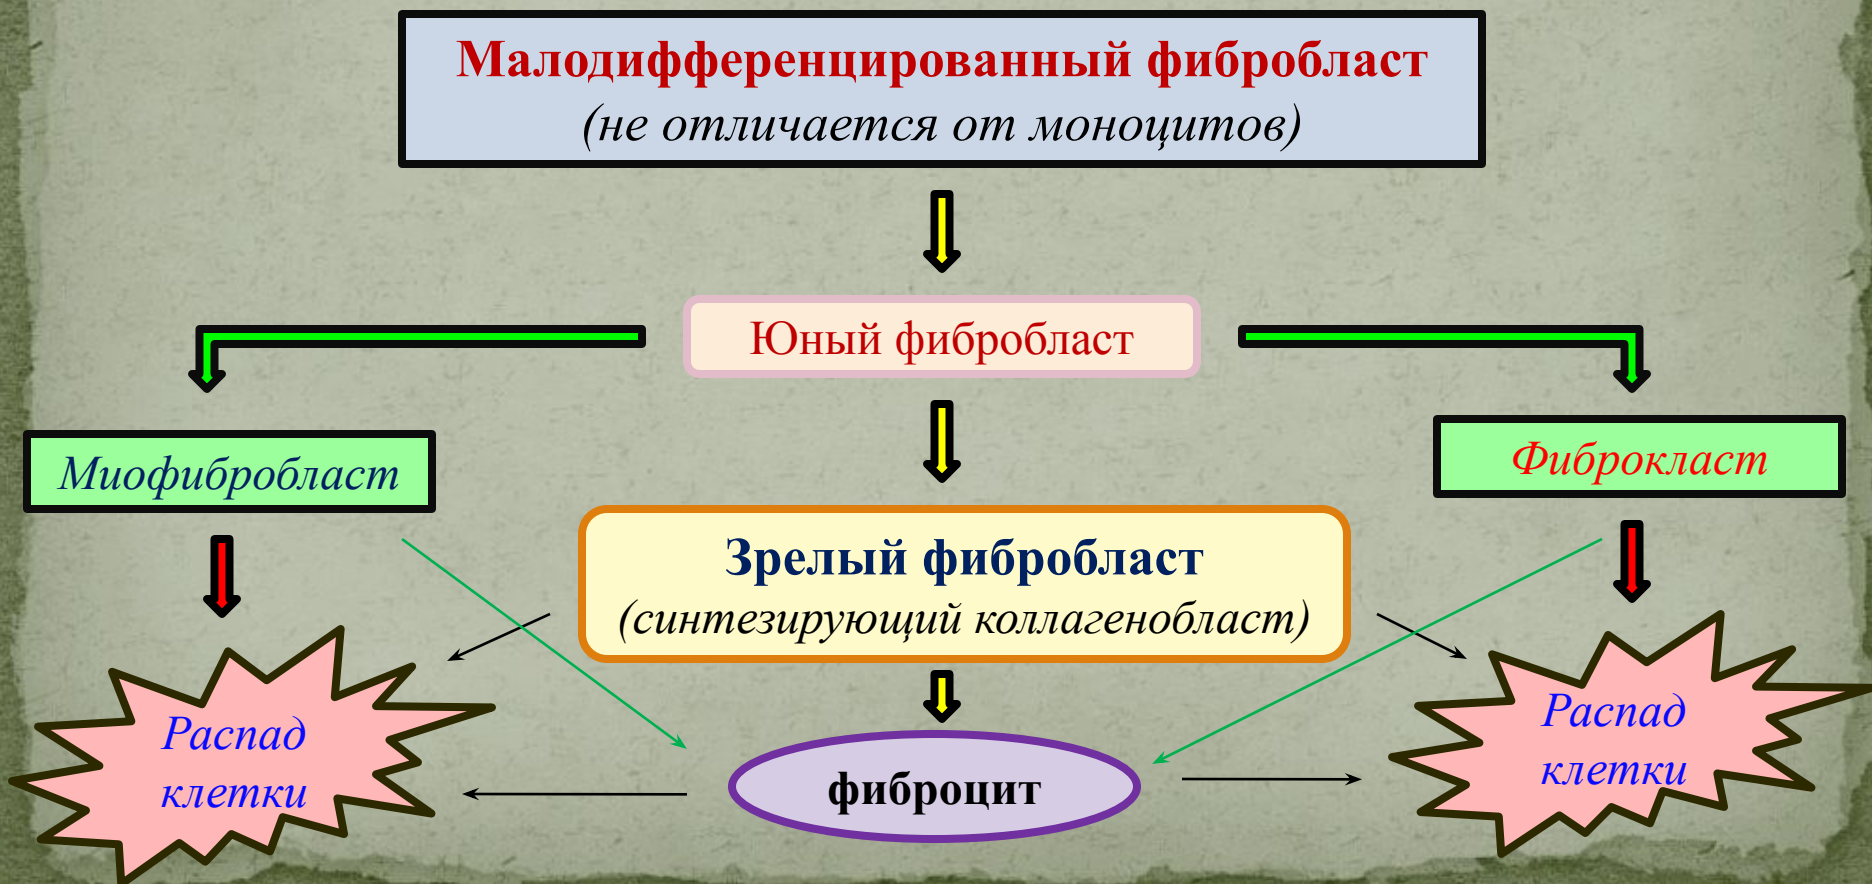 Малодифференцированный фибробласт
(не отличается от моноцитов)
Юный фибробласт
Миофибробласт
Фиброкласт
Зрелый фибробласт
(синтезирующий коллагенобласт)
Распад
клетки
Распад
клетки
фиброцит